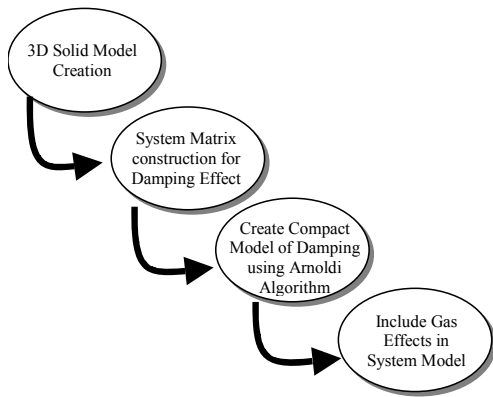 3D Solid Model
Creation
System Matrix
construction for
Damping Effect
Create Compact
Model of Damping
using Arnoldi
Algorithm
Include Gas
Effects in
System Model